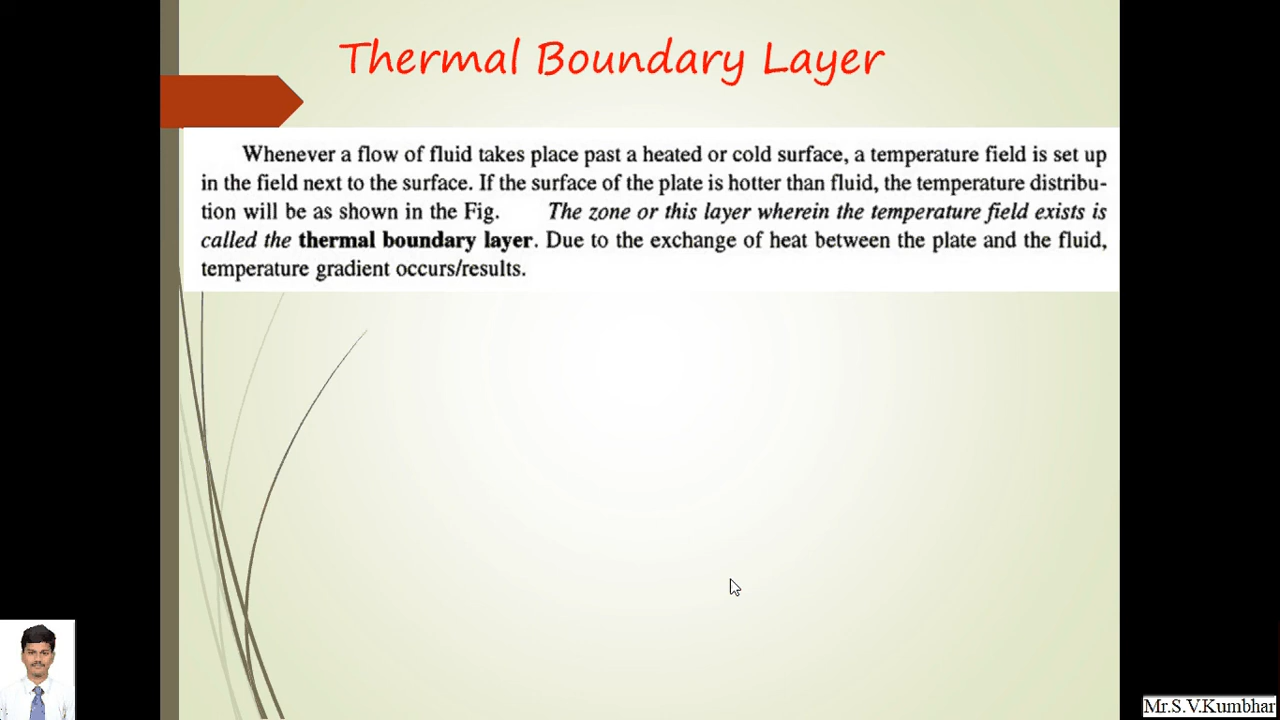 Thermal Boundary Layer
Whenever a flow of fluid takes place past a heated or cold surface, a temperature field is set up
in the field next to the surface. If the surface of the plate is hotter than fluid, the temperature distribu-
tion will be as shown in the Fig. The zone or this layer wherein the temperature field exists is
called the thermal boundary layer. Due to the exchange of heat between the plate and the fluid,
temperature gradient occurs/results.
Mr.S.V.Kumbhar